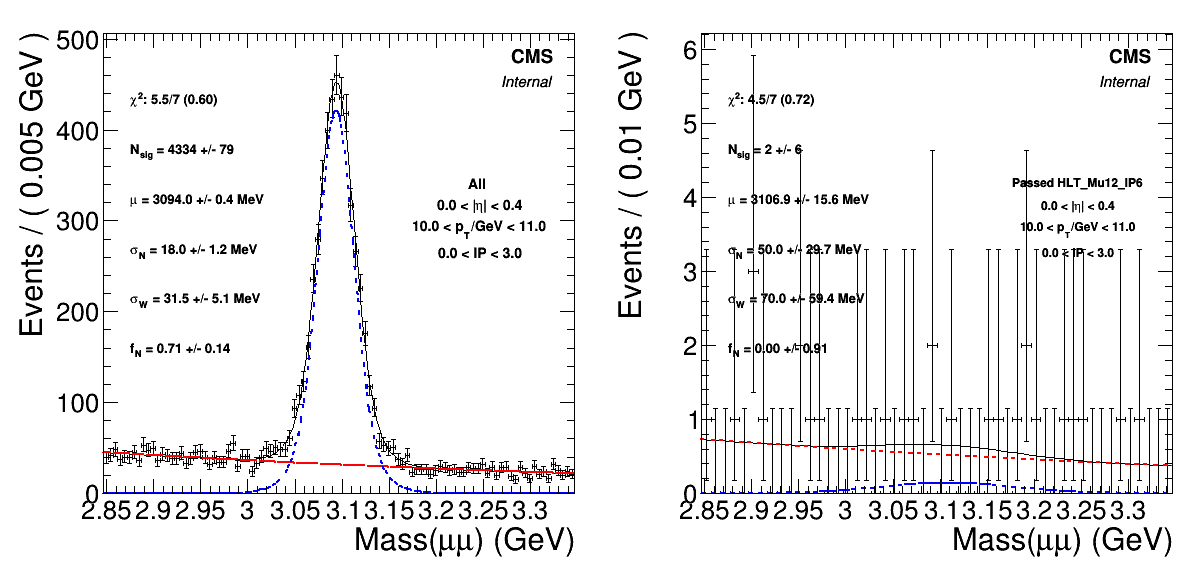 Events / ( 0.005 GeV )
500
400
300
200
100
0
CMS
Internal
χ²: 5.5/7 (0.60)
N_sig = 4334 +/- 79
μ = 3094.0 +/- 0.4 MeV
σ_N = 18.0 +/- 1.2 MeV
σ_W = 31.5 +/- 5.1 MeV
f_N = 0.71 +/- 0.14
All
0.0 < |η| < 0.4
10.0 < p_T/GeV < 11.0
0.0 < IP < 3.0
2.85 2.9 2.95 3 3.05 3.1 3.15 3.2 3.25 3.3
Mass(μμ) (GeV)
Events / ( 0.01 GeV )
6
5
4
3
2
1
0
CMS
Internal
χ²: 4.5/7 (0.72)
N_sig = 2 +/- 6
μ = 3106.9 +/- 15.6 MeV
σ_N = 50.0 +/- 29.7 MeV
σ_W = 70.0 +/- 59.4 MeV
f_N = 0.00 +/- 0.91
Passed HLT_Mu12_IP6
0.0 < |η| < 0.4
10.0 < p_T/GeV < 11.0
0.0 < IP < 3.0
2.85 2.9 2.95 3 3.05 3.1 3.15 3.2 3.25 3.3
Mass(μμ) (GeV)